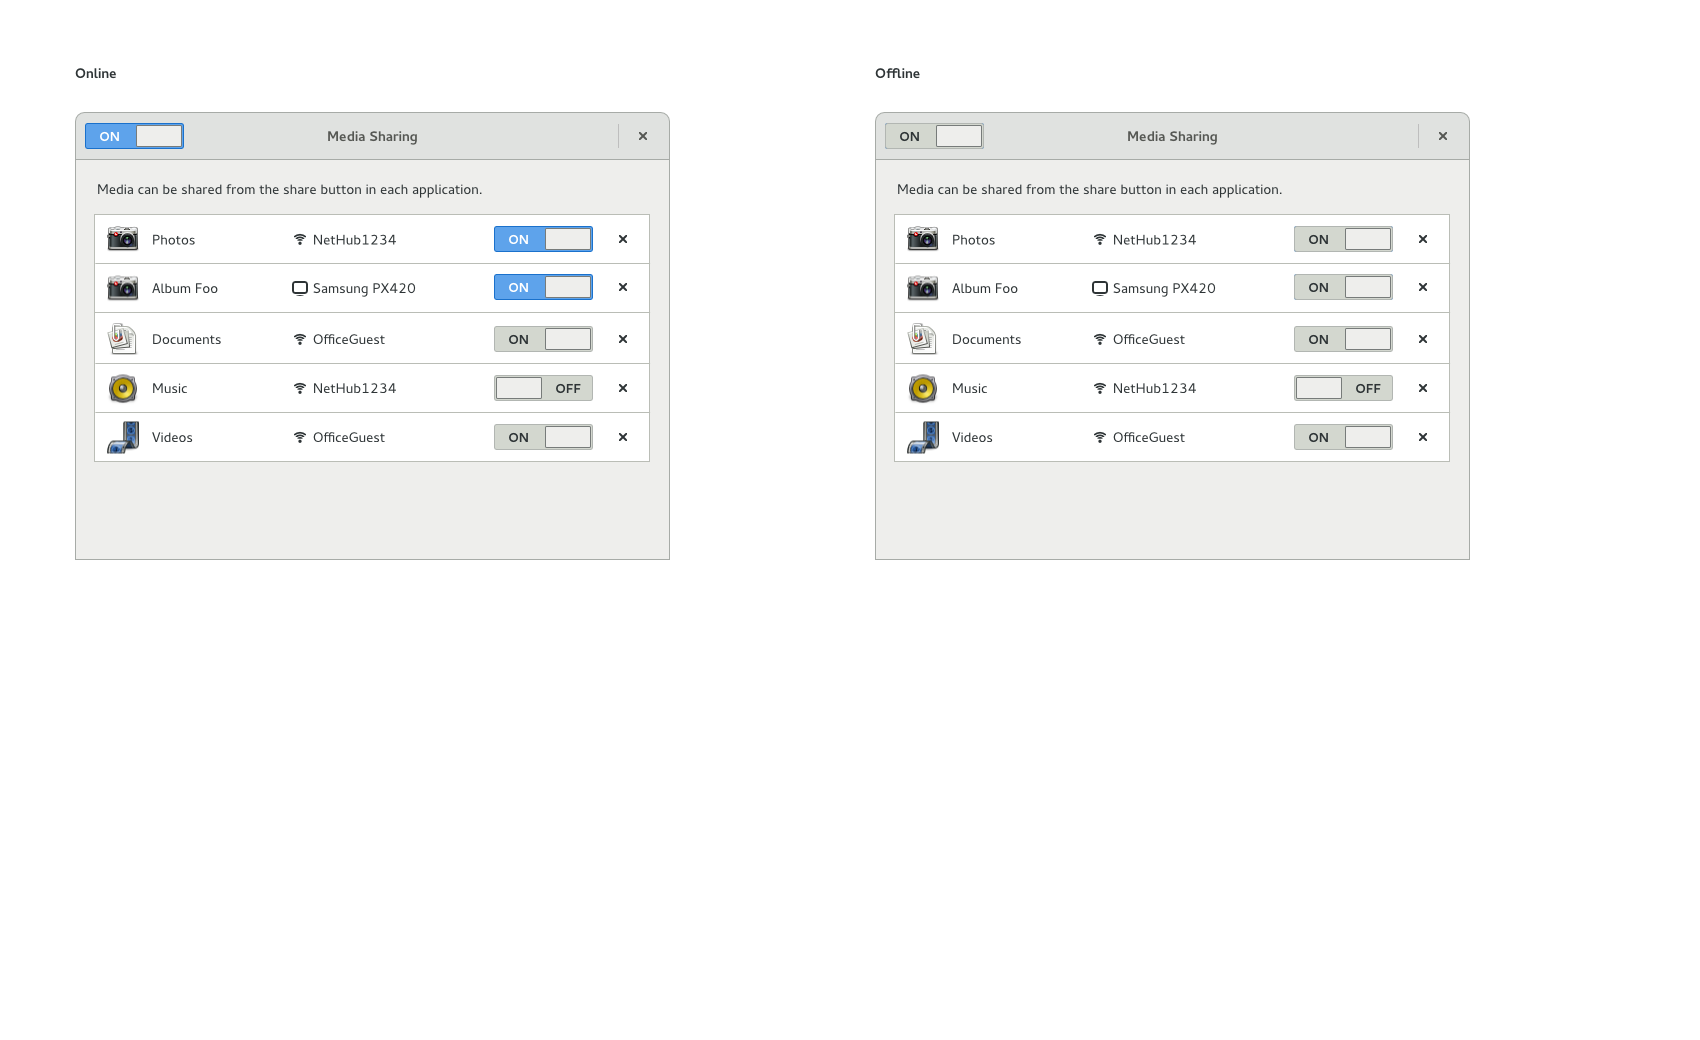 Online
ON Media Sharing
Media can be shared from the share button in each application.
Photos NetHub1234 ON
Album Foo Samsung PX420 ON
Documents OfficeGuest ON
Music NetHub1234 OFF
Videos OfficeGuest ON
Offline
ON Media Sharing
Media can be shared from the share button in each application.
Photos NetHub1234 ON
Album Foo Samsung PX420 ON
Documents OfficeGuest ON
Music NetHub1234 OFF
Videos OfficeGuest ON